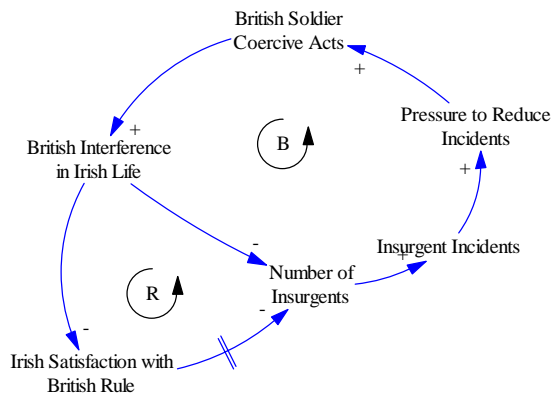 British Soldier
Coercive Acts
+
Pressure to Reduce
Incidents
+
British Interference
in Irish Life
B
+
-
Insurgent Incidents
+
Number of
Insurgents
R
-
-
Irish Satisfaction with
British Rule